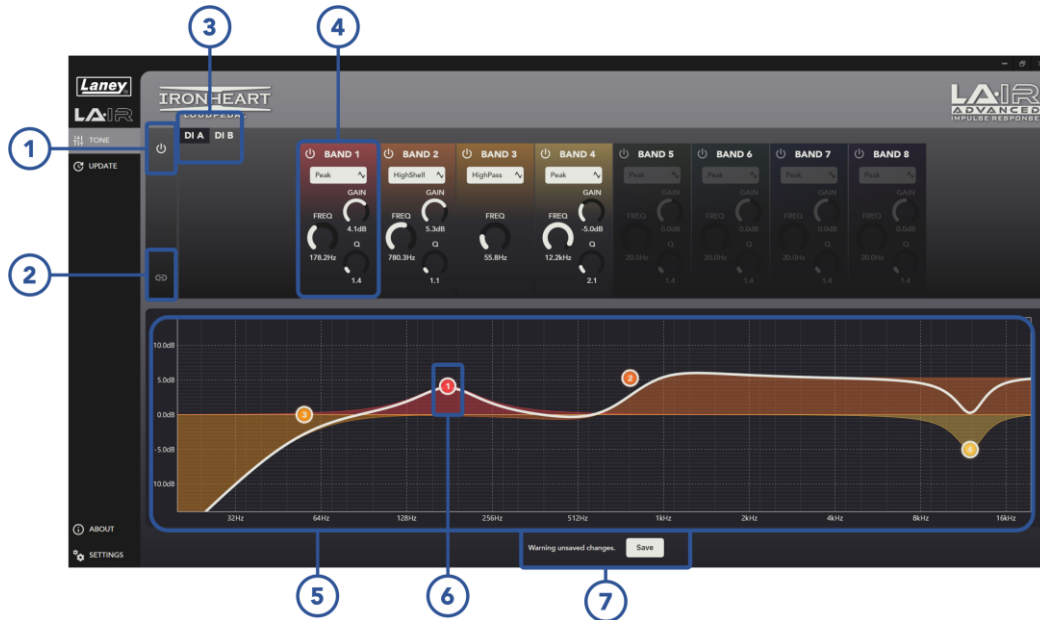 3
4
Laney
LA·IR
IRONHEART
LOUDPEDAL
LA·IR
ADVANCED
IMPULSE RESPONSE
1
TONE
DI A DI B
UPDATE
BAND 1 BAND 2 BAND 3 BAND 4 BAND 5 BAND 6 BAND 7 BAND 8
Peak HighShelf HighPass Peak Peak Peak Peak Peak
GAIN GAIN GAIN GAIN GAIN GAIN GAIN
FREQ FREQ FREQ FREQ FREQ FREQ FREQ FREQ
4.1dB 5.3dB -5.0dB 0.0dB 0.0dB 0.0dB 0.0dB
Q Q Q Q Q Q Q
178.2Hz 780.3Hz 55.8Hz 12.2kHz 20.0Hz 20.0Hz 20.0Hz 20.0Hz
1.4 1.1 2.1 1.4 1.4 1.4 1.4
2
10.0dB
5.0dB
0.0dB
-5.0dB
10.0dB
3 1 2 4
32Hz 64Hz 128Hz 256Hz 512Hz 1kHz 2kHz 4kHz 8kHz 16kHz
ABOUT
SETTINGS
Warning unsaved changes. Save
5
6
7